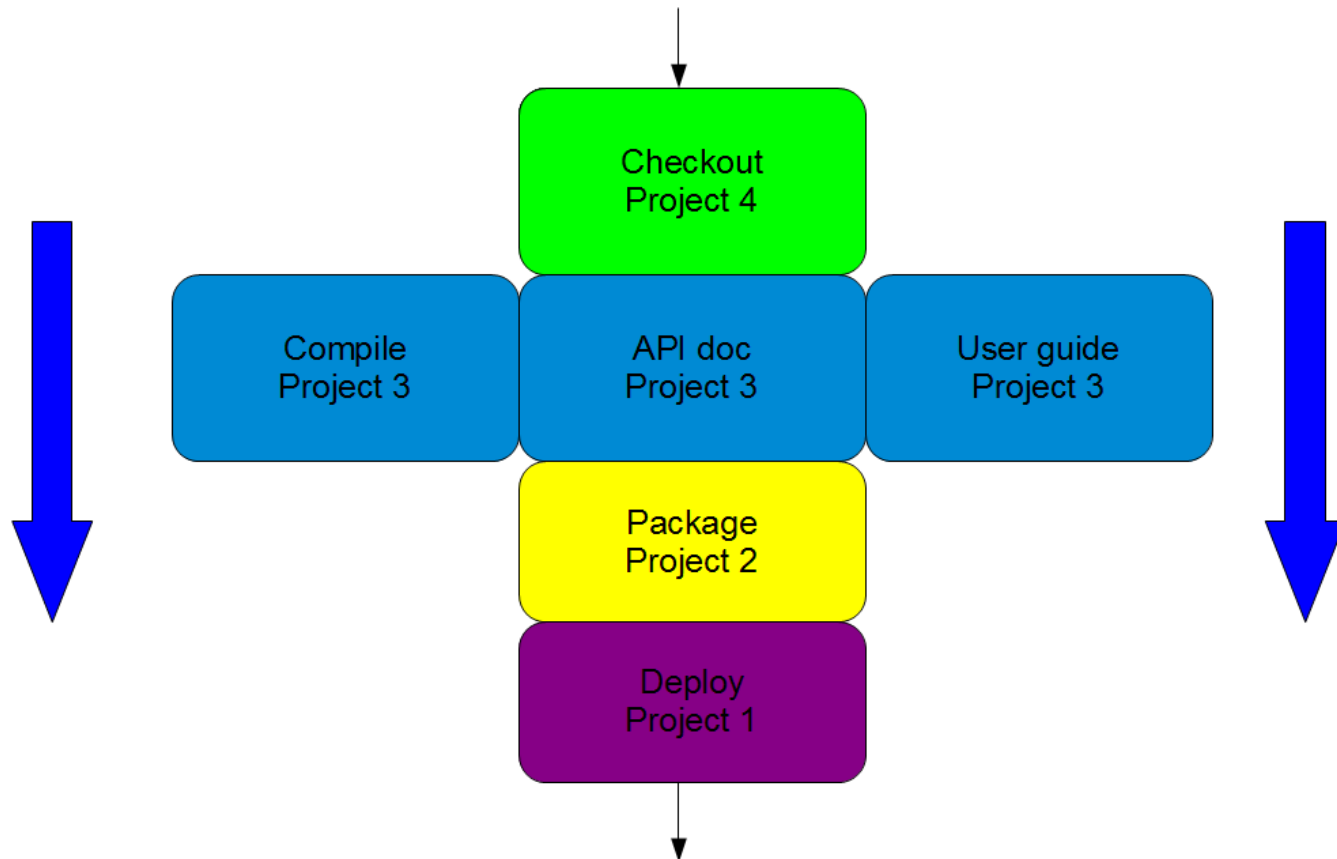 Checkout
Project 4
Compile
Project 3
API doc
Project 3
User guide
Project 3
Package
Project 2
Deploy
Project 1